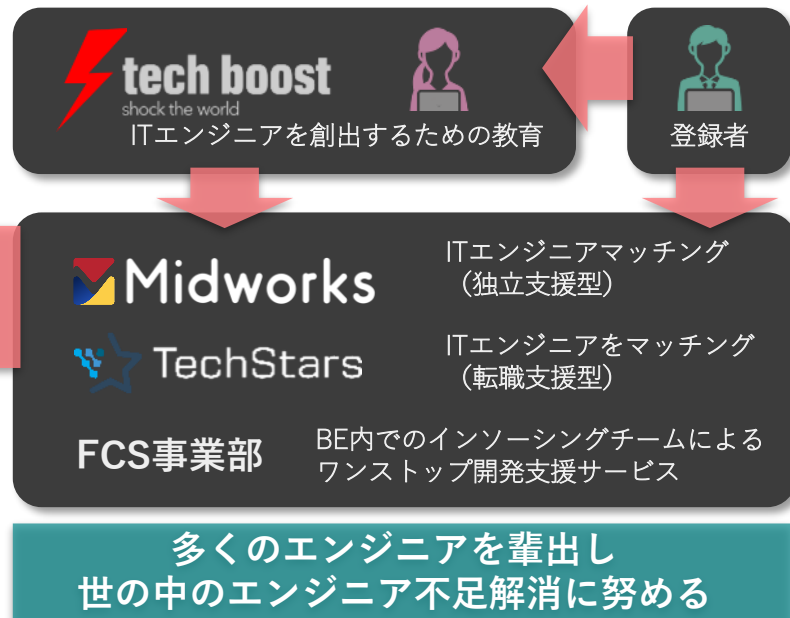 tech boost
shock the world
ITエンジニアを創出するための教育
登録者
Midworks
ITエンジニアマッチング
（独立支援型）
TechStars
ITエンジニアをマッチング
（転職支援型）
FCS事業部
BE内でのインソーシングチームによる
ワンストップ開発支援サービス
多くのエンジニアを輩出し
世の中のエンジニア不足解消に努める